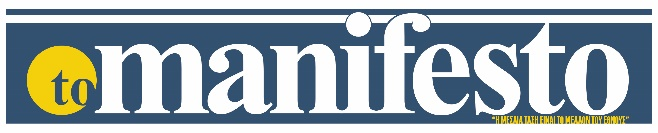 to manifesto
"Η ΜΕΣΑΙΑ ΤΑΞΗ ΕΙΝΑΙ ΤΟ ΜΕΛΛΟΝ ΤΟΥ ΕΘΝΟΥΣ"